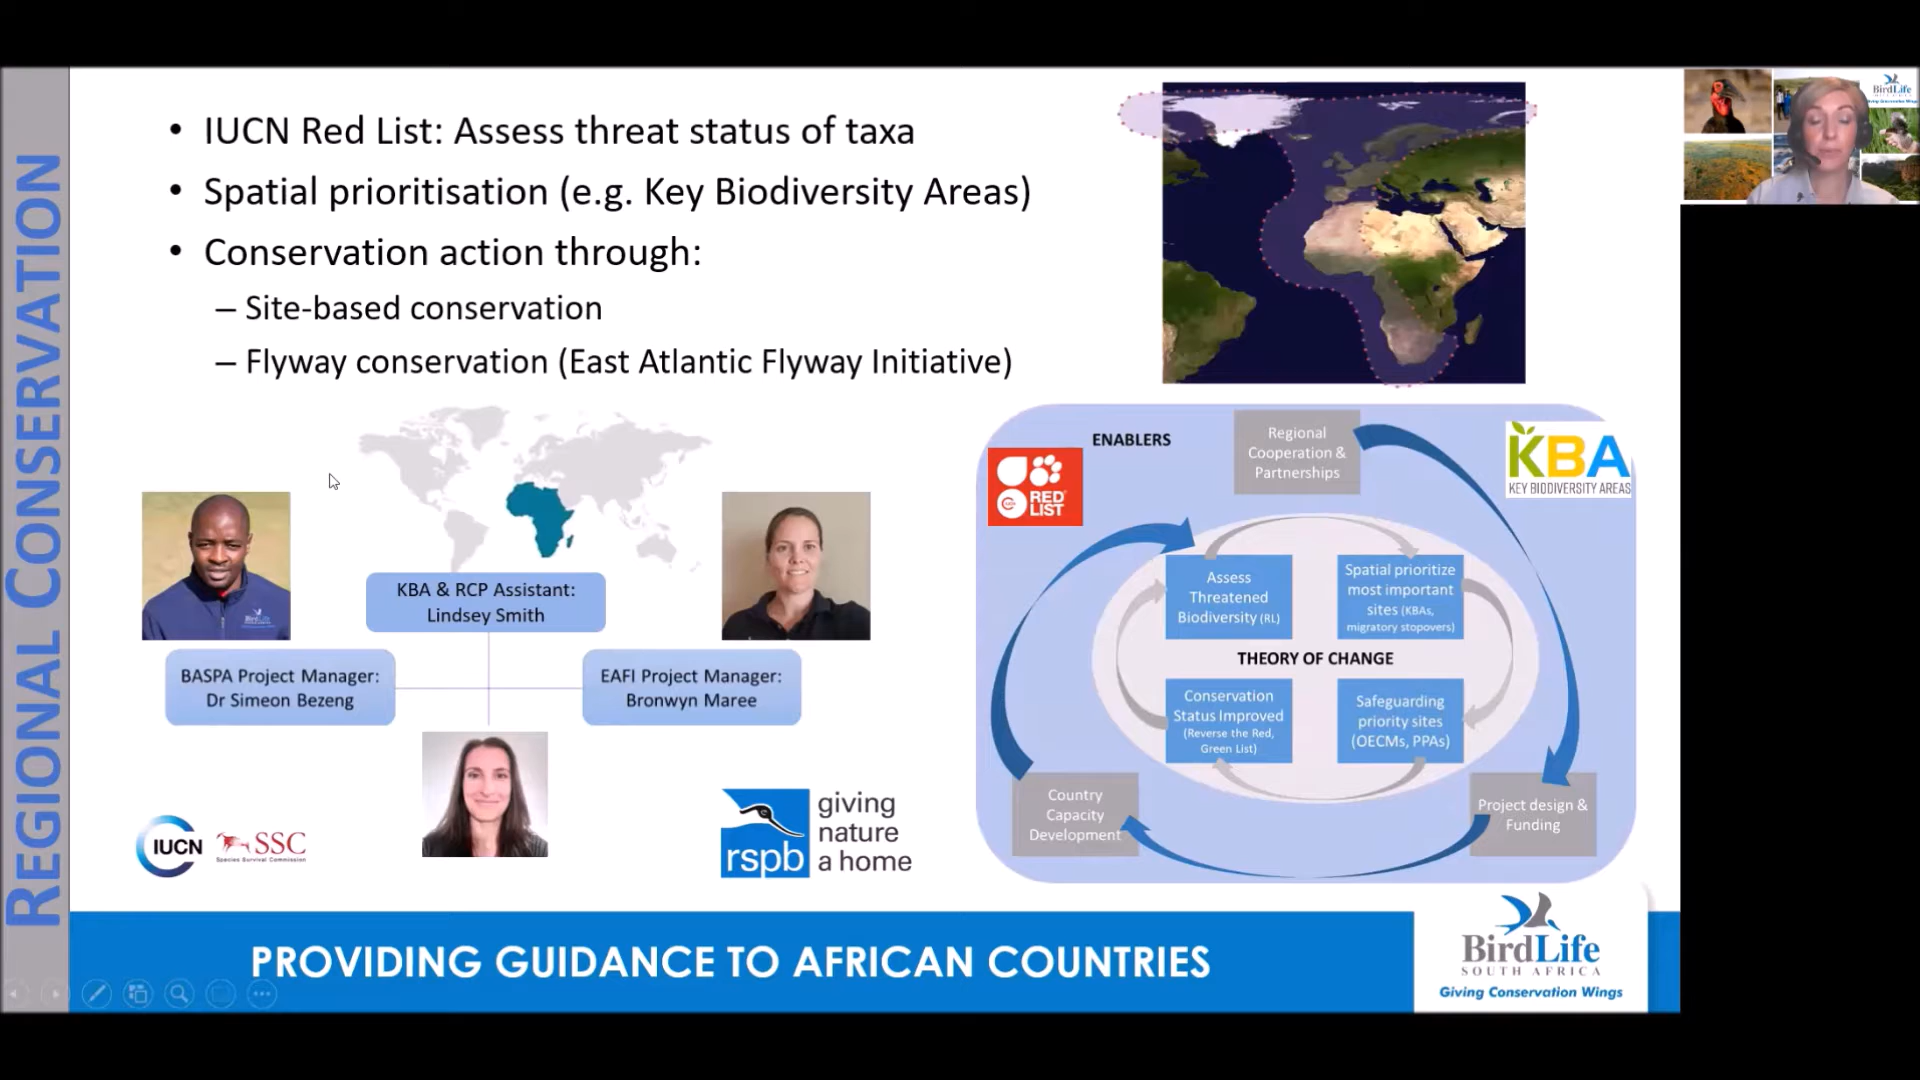 REGIONAL CONSERVATION
• IUCN Red List: Assess threat status of taxa
• Spatial prioritisation (e.g. Key Biodiversity Areas)
• Conservation action through:
– Site-based conservation
– Flyway conservation (East Atlantic Flyway Initiative)
KBA & RCP Assistant:
Lindsey Smith
BASPA Project Manager:
Dr Simeon Bezeng
EAFI Project Manager:
Bronwyn Maree
IUCN
SSC
Species Survival Commission
rspb
giving
nature
a home
ENABLERS
RED
LIST
Regional
Cooperation &
Partnerships
KBA
KEY BIODIVERSITY AREAS
Assess
Threatened
Biodiversity (RL)
Spatial prioritize
most important
sites (KBAs,
migratory stopovers)
THEORY OF CHANGE
Conservation
Status Improved
(Reverse the Red,
Green List)
Safeguarding
priority sites
(OECMs, PPAs)
Country
Capacity
Development
Project design &
Funding
PROVIDING GUIDANCE TO AFRICAN COUNTRIES
BirdLife
SOUTH AFRICA
Giving Conservation Wings
BirdLife